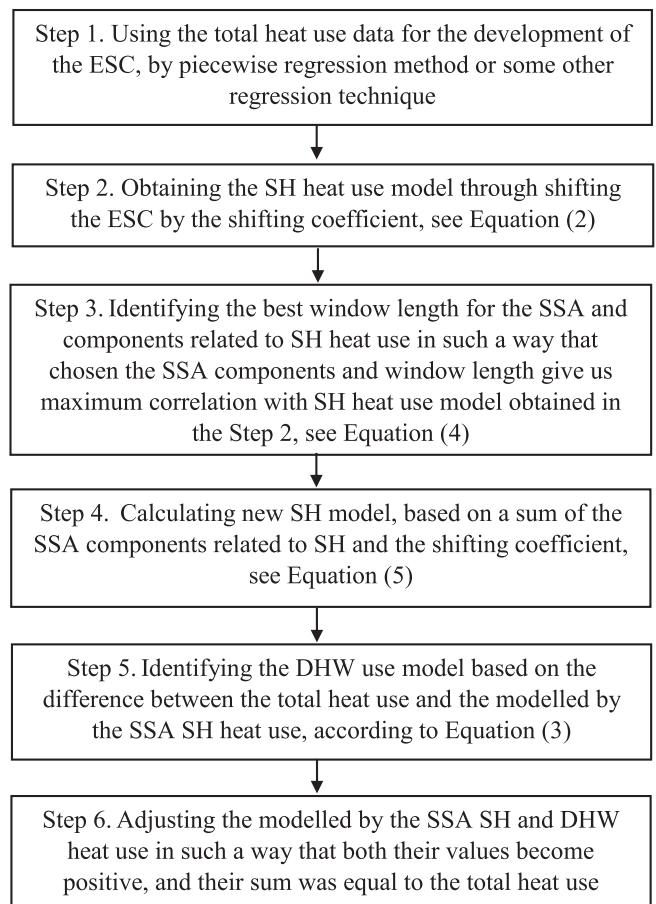 Step 1. Using the total heat use data for the development of
the ESC, by piecewise regression method or some other
regression technique
Step 2. Obtaining the SH heat use model through shifting
the ESC by the shifting coefficient, see Equation (2)
Step 3. Identifying the best window length for the SSA and
components related to SH heat use in such a way that
chosen the SSA components and window length give us
maximum correlation with SH heat use model obtained in
the Step 2, see Equation (4)
Step 4. Calculating new SH model, based on a sum of the
SSA components related to SH and the shifting coefficient,
see Equation (5)
Step 5. Identifying the DHW use model based on the
difference between the total heat use and the modelled by
the SSA SH heat use, according to Equation (3)
Step 6. Adjusting the modelled by the SSA SH and DHW
heat use in such a way that both their values become
positive, and their sum was equal to the total heat use